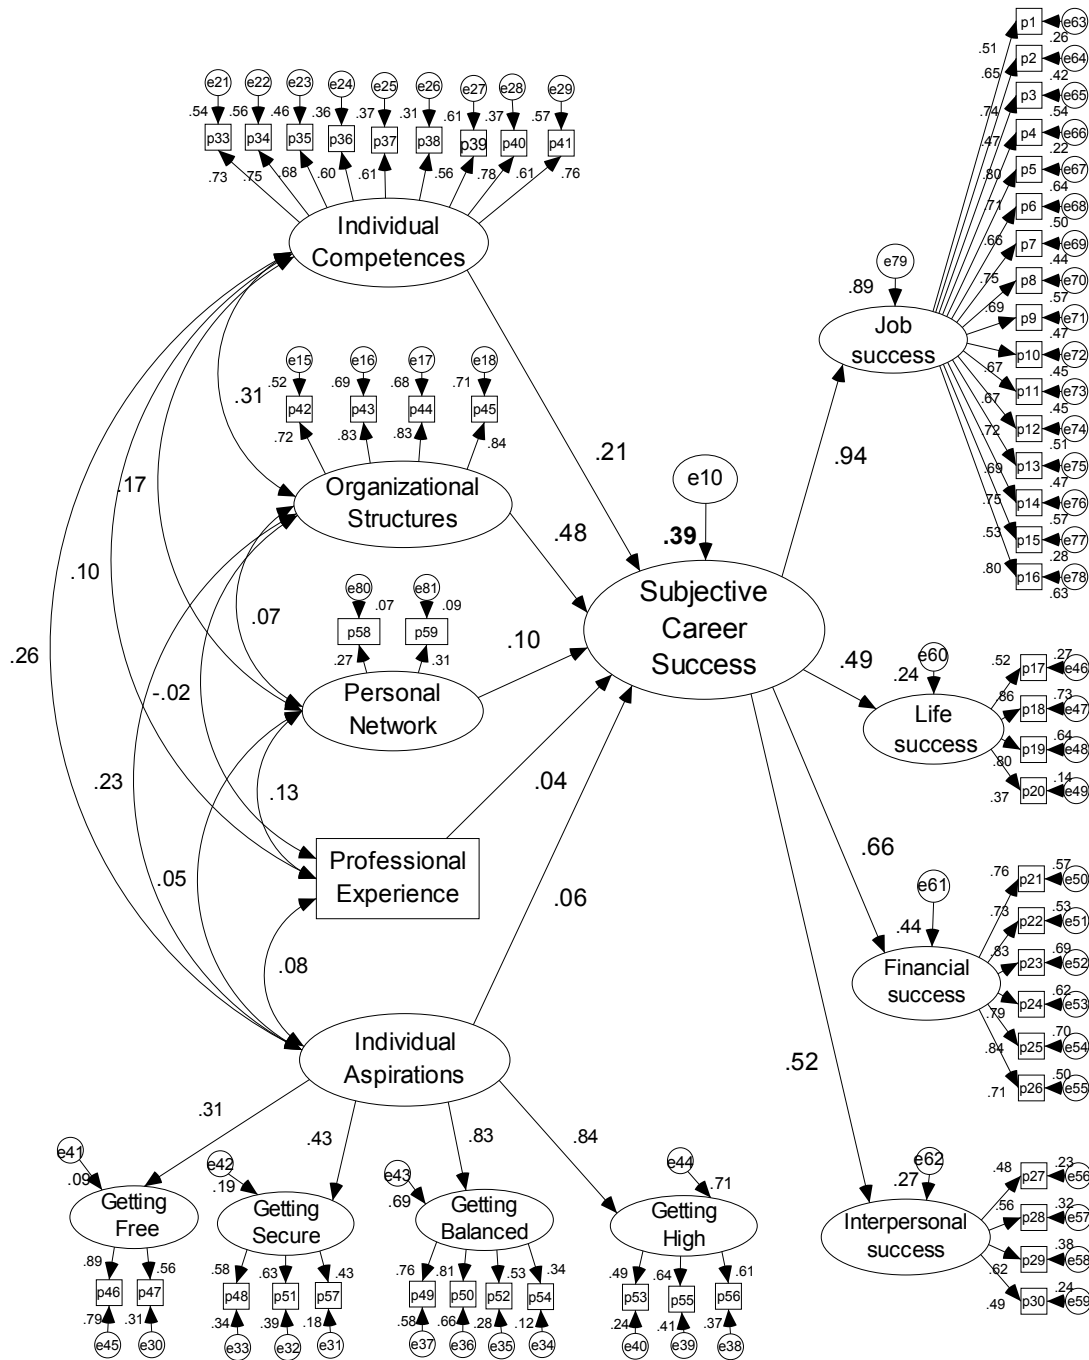 e21 e22 e23 e24 e25 e26 e27 e28 e29
.54 .56 .46 .36 .37 .31 .61 .37 .57
p33 p34 p35 p36 p37 p38 p39 p40 p41
.73 .75 .68 .60 .61 .56 .78 .61 .76
Individual
Competences
e15 e16 e17 e18
.52 .69 .68 .71
p42 p43 p44 p45
.72 .83 .83 .84
Organizational
Structures
e80 e81
.07 .09
p58 p59
.27 .31
Personal
Network
Professional
Experience
Individual
Aspirations
.31
.17
.10
.07
.26
-.02
.23
.13
.05
.08
.21
.48
.10
.04
.06
e10
.39
Subjective
Career
Success
.94
.49
.66
.52
e79
.89
Job
success
p1 e63
.51 .26
p2 e64
.65 .42
p3 e65
.74 .54
p4 e66
.47 .22
p5 e67
.80 .64
p6 e68
.71 .50
p7 e69
.66 .44
p8 e70
.75 .57
p9 e71
.69 .47
p10 e72
.67 .45
p11 e73
.67 .45
p12 e74
.72 .51
p13 e75
.69 .47
p14 e76
.75 .57
p15 e77
.53 .28
p16 e78
.80 .63
e60
.24
Life
success
.52 p17 .27 e46
.86 p18 .73 e47
p19 .64 e48
.80
p20 .14 e49
.37
e61
.44
Financial
success
.76 p21 .57 e50
.73 p22 .53 e51
.83 p23 .69 e52
p24 .62 e53
.79
p25 .70 e54
.84
p26 .50 e55
.71
e62
.27
Interpersonal
success
.48 p27 .23 e56
.56 p28 .32 e57
p29 .38 e58
.62
p30 .24 e59
.49
.31 .43 .83 .84
e41 e42 e43 e44
.09 .19 .69 .71
Getting
Free
Getting
Secure
Getting
Balanced
Getting
High
.89 .56 .58 .63 .43 .76 .81 .53 .34 .49 .64 .61
p46 p47 p48 p51 p57 p49 p50 p52 p54 p53 p55 p56
.79 .31 .34 .39 .18 .58 .66 .28 .12 .24 .41 .37
e45 e30 e33 e32 e31 e37 e36 e35 e34 e40 e39 e38